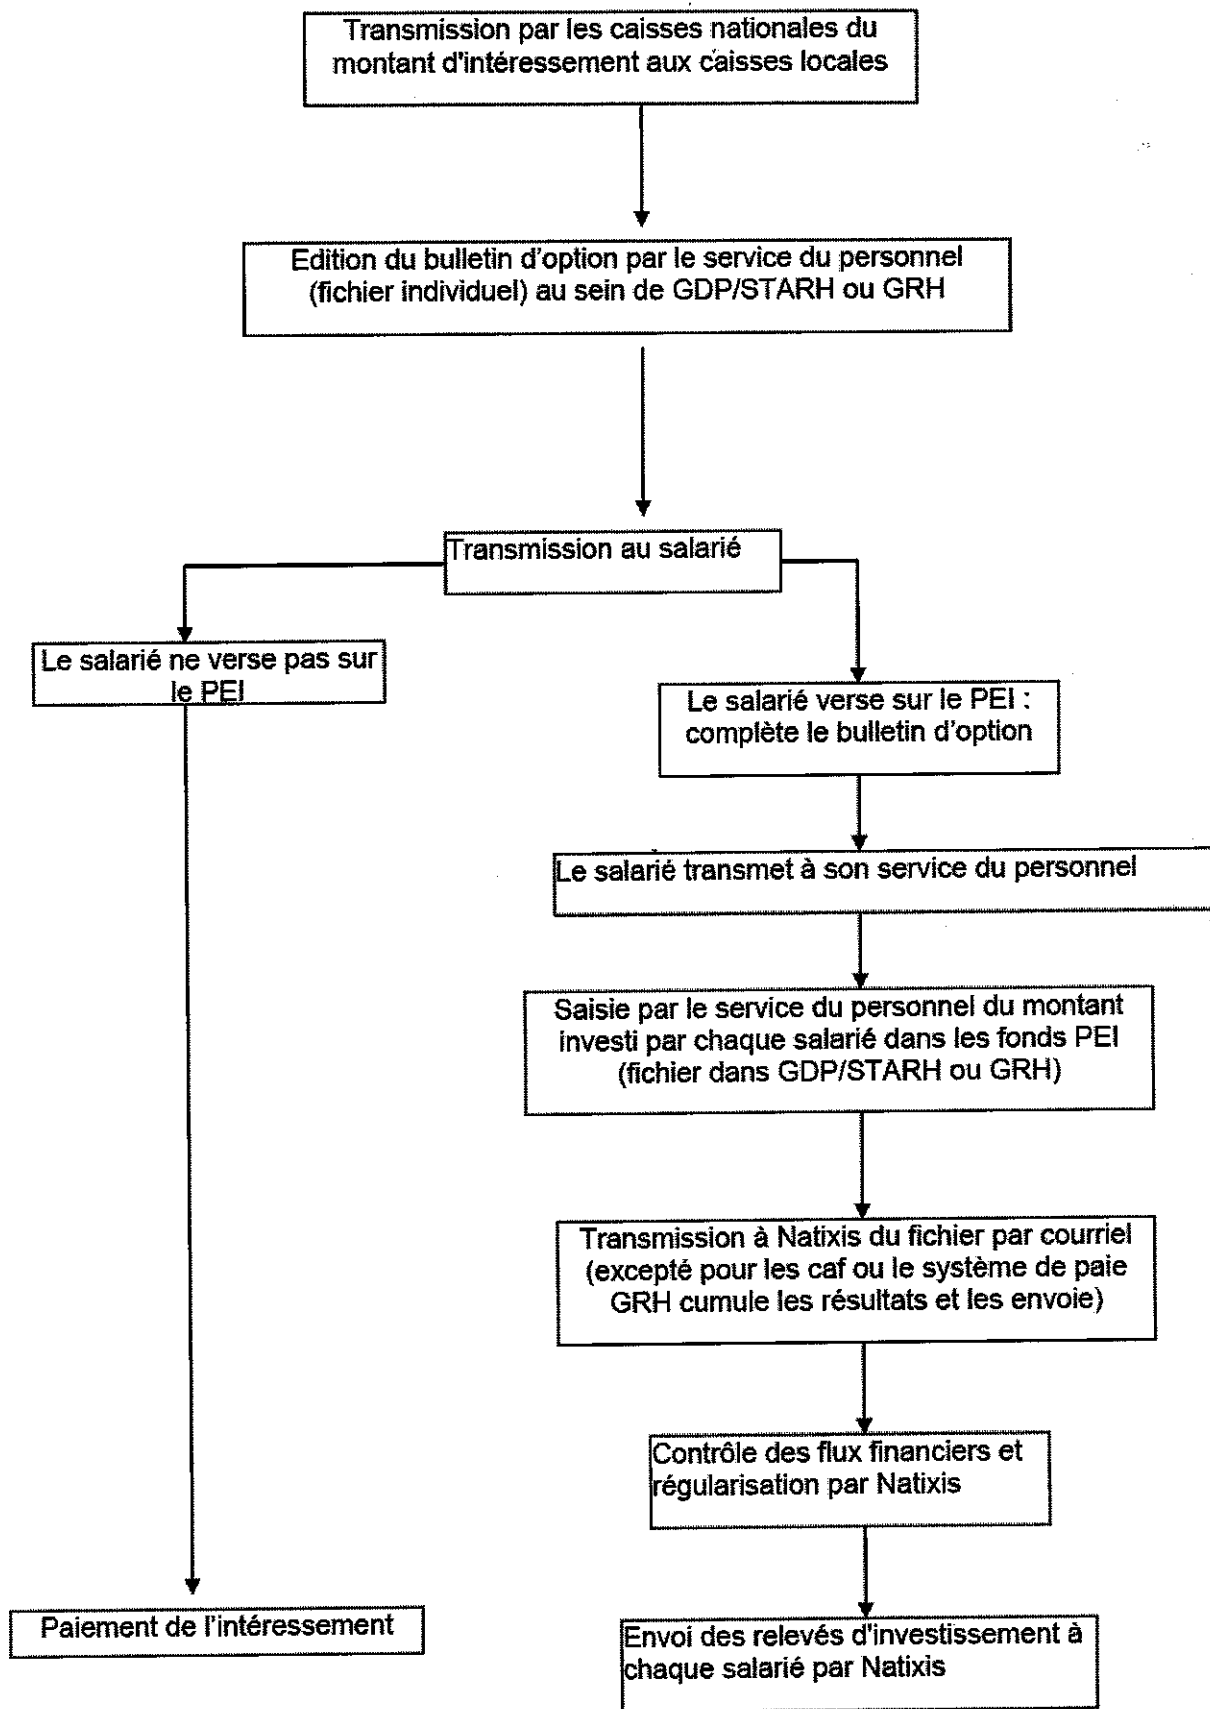 Transmission par les caisses nationales du
montant d'intéressement aux caisses locales
Edition du bulletin d'option par le service du personnel
(fichier individuel) au sein de GDP/STARH ou GRH
Transmission au salarié
Le salarié ne verse pas sur
le PEI
Le salarié verse sur le PEI :
complète le bulletin d'option
Le salarié transmet à son service du personnel
Saisie par le service du personnel du montant
investi par chaque salarié dans les fonds PEI
(fichier dans GDP/STARH ou GRH)
Transmission à Natixis du fichier par courriel
(excepté pour les caf ou le système de paie
GRH cumule les résultats et les envoie)
Contrôle des flux financiers et
régularisation par Natixis
Paiement de l'intéressement
Envoi des relevés d'investissement à
chaque salarié par Natixis